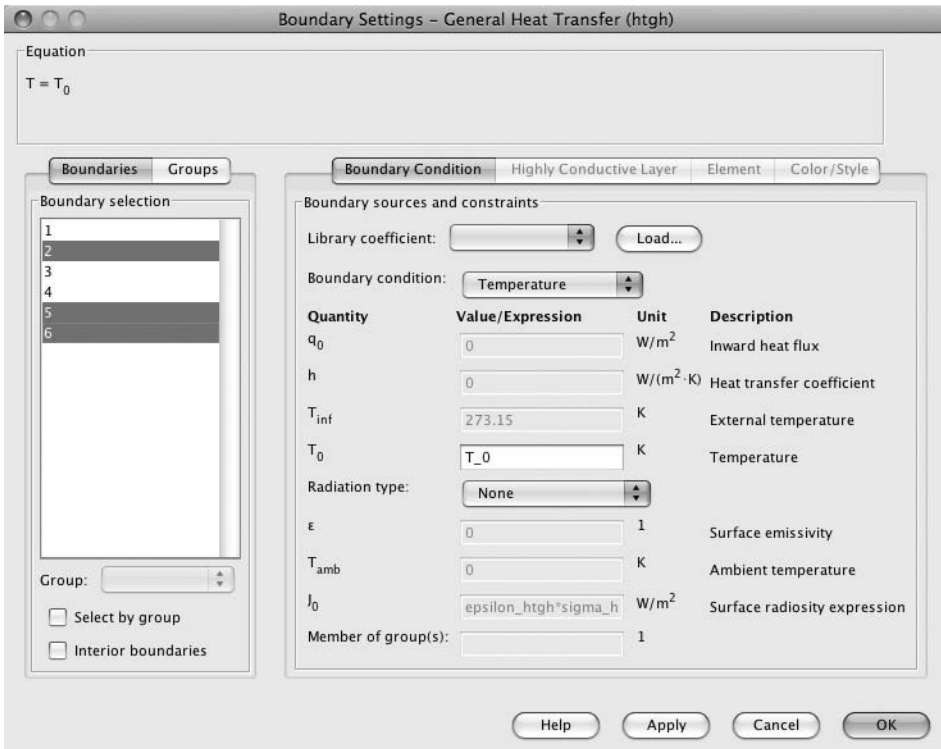 Boundary Settings – General Heat Transfer (htgh)
Equation
T = T₀
Boundaries Groups
Boundary selection
1
2
3
4
5
6
Group:
Select by group
Interior boundaries
Boundary Condition Highly Conductive Layer Element Color/Style
Boundary sources and constraints
Library coefficient: Load...
Boundary condition: Temperature
Quantity Value/Expression Unit Description
q₀ 0 W/m² Inward heat flux
h 0 W/(m²·K) Heat transfer coefficient
T_inf 273.15 K External temperature
T₀ T_0 K Temperature
Radiation type: None
ε 0 1 Surface emissivity
T_amb 0 K Ambient temperature
J₀ epsilon_htgh*sigma_h W/m² Surface radiosity expression
Member of group(s): 1
Help Apply Cancel OK